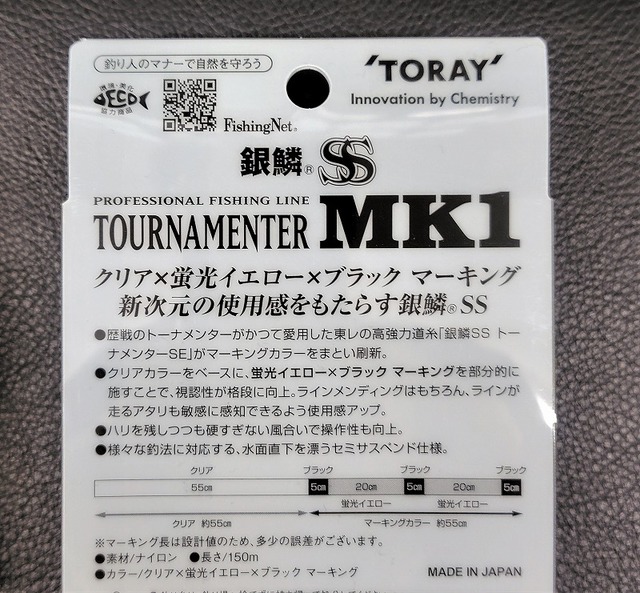 釣り人のマナーで自然を守ろう
環境・美化
DECO
協力商品
FishingNet®
'TORAY'
Innovation by Chemistry
銀鱗® SS
PROFESSIONAL FISHING LINE
TOURNAMENTER MK1
クリア×蛍光イエロー×ブラック マーキング
新次元の使用感をもたらす銀鱗®SS
●歴戦のトーナメンターがかつて愛用した東レの高強力道糸「銀鱗SS トー
ナメンターSE」がマーキングカラーをまとい刷新。
●クリアカラーをベースに、蛍光イエロー×ブラック マーキングを部分的に
施すことで、視認性が格段に向上。ラインメンディングはもちろん、ラインが
走るアタリも敏感に感知できるよう使用感アップ。
●ハリを残しつつも硬すぎない風合いで操作性も向上。
●様々な釣法に対応する、水面直下を漂うセミサスペンド仕様。
クリア ブラック ブラック ブラック
55cm 5cm 20cm 5cm 20cm 5cm
蛍光イエロー 蛍光イエロー
クリア 約55cm マーキングカラー 約55cm
※マーキング長は設計値のため、多少の誤差がございます。
●素材/ナイロン ●長さ/150m
●カラー/クリア×蛍光イエロー×ブラック マーキング
MADE IN JAPAN